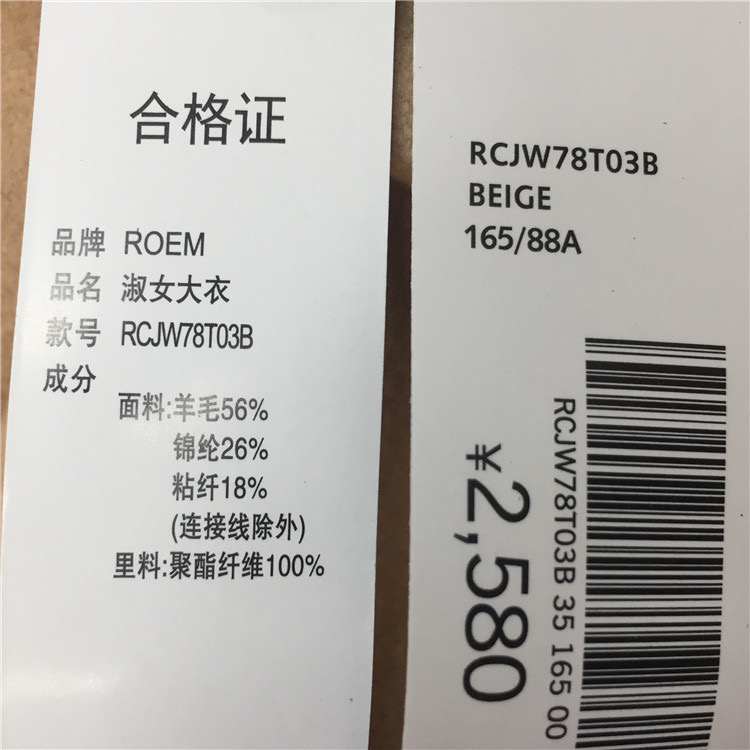 合格证
品牌 ROEM
品名 淑女大衣
款号 RCJW78T03B
成分
面料:羊毛56%
锦纶26%
粘纤18%
(连接线除外)
里料:聚酯纤维100%
RCJW78T03B
BEIGE
165/88A
¥2,580
RCJW78T03B 35 165 00